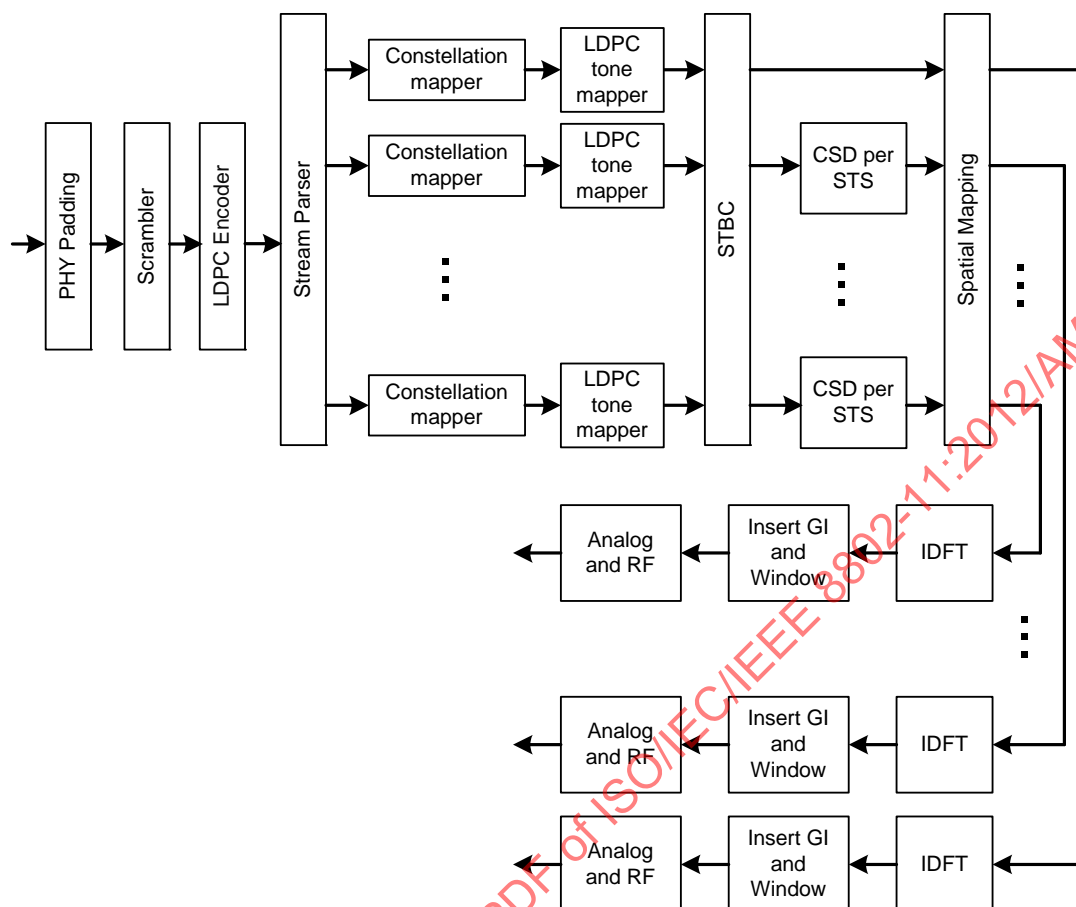 PHY Padding
Scrambler
LDPC Encoder
Stream Parser
Constellation
mapper
LDPC
tone
mapper
Constellation
mapper
LDPC
tone
mapper
Constellation
mapper
LDPC
tone
mapper
STBC
CSD per
STS
CSD per
STS
Spatial Mapping
Analog
and RF
Insert GI
and
Window
IDFT
Analog
and RF
Insert GI
and
Window
IDFT
Analog
and RF
Insert GI
and
Window
IDFT
PDF of ISO/IEC/IEEE 8802-11:2012/AM